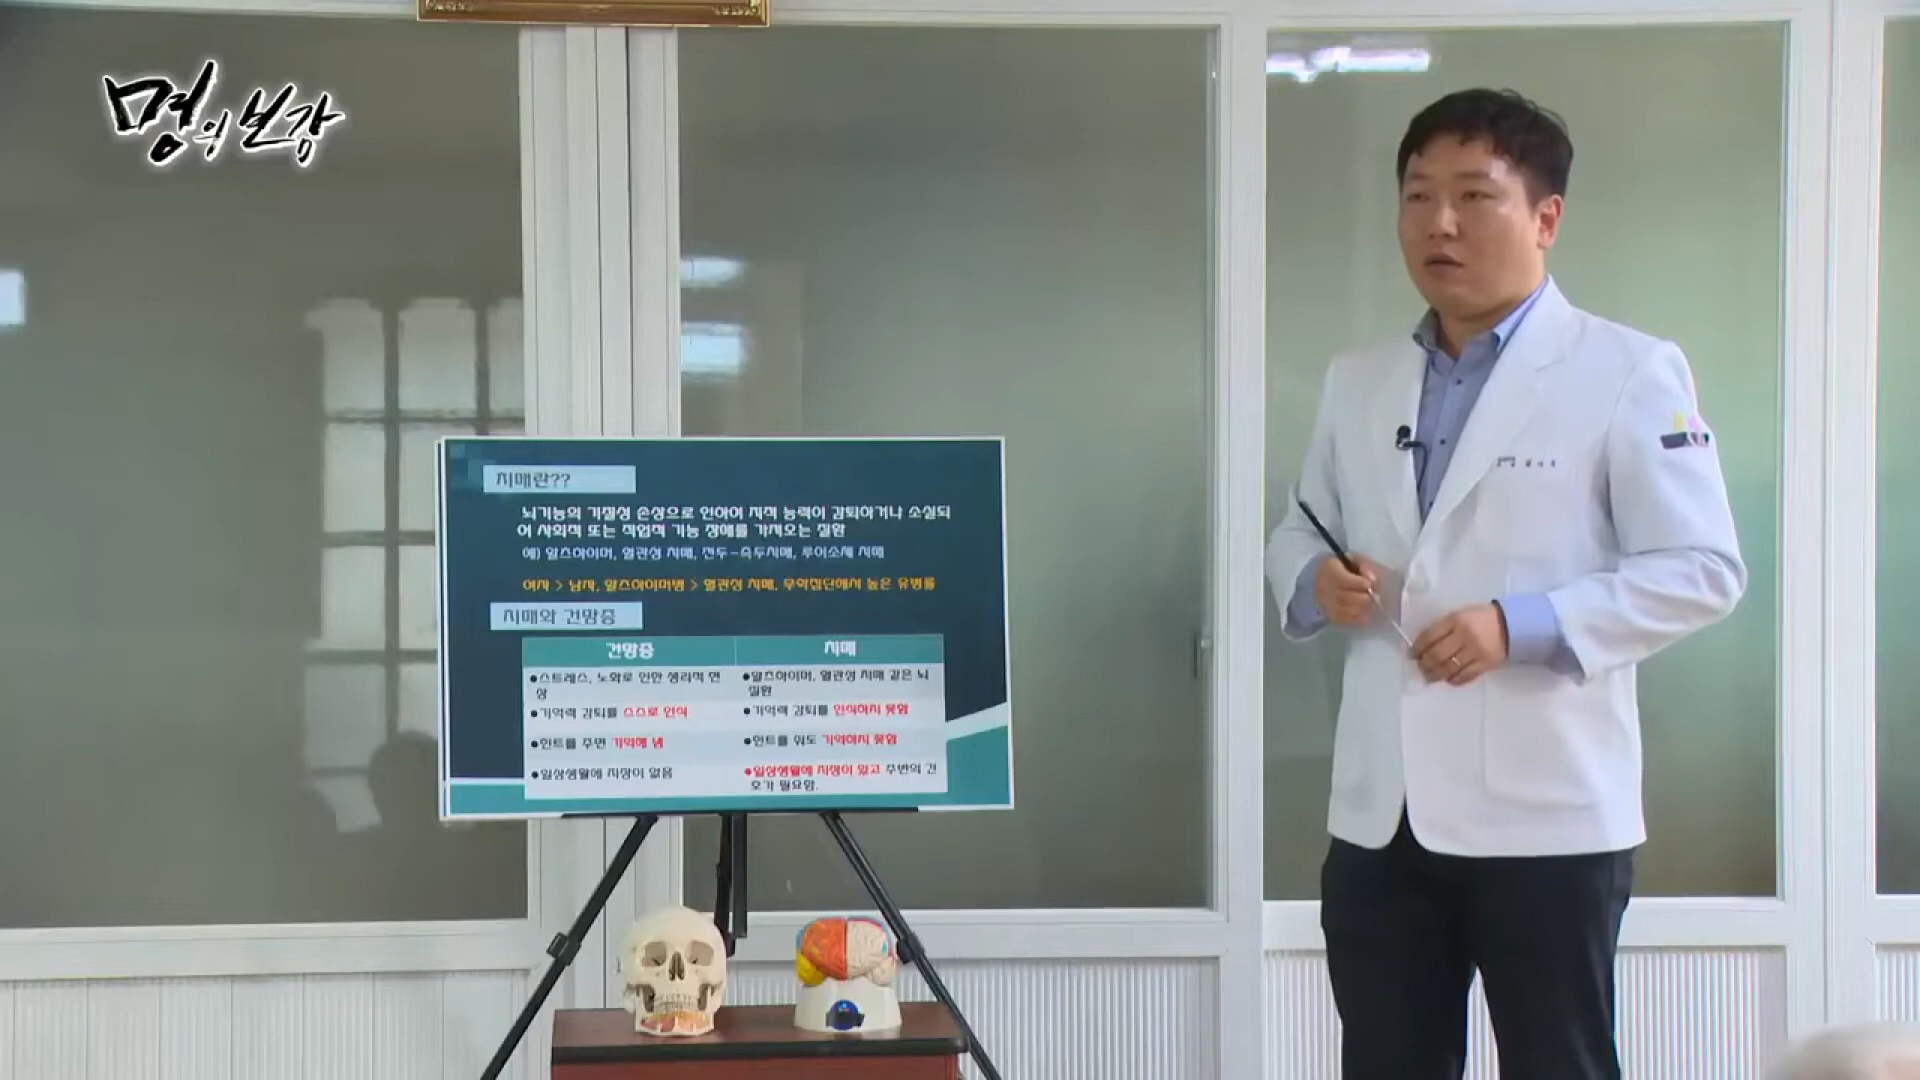 명의보감
치매란??
뇌기능의 기질성 손상으로 인하여 지적 능력이 감퇴하거나 소실되
어 사회적 또는 직업적 기능 장애를 가져오는 질환
예) 알츠하이머, 혈관성 치매, 전두-측두치매, 루이소체 치매
여자 > 남자, 알츠하이머병 > 혈관성 치매, 무학집단에서 높은 유병률
치매와 건망증
건망증
치매
●스트레스, 노화로 인한 생리적 현
상
●알츠하이머, 혈관성 치매 같은 뇌
질환
●기억력 감퇴를 스스로 인식
●기억력 감퇴를 인식하지 못함
●힌트를 주면 기억해 냄
●힌트를 줘도 기억하지 못함
●일상생활에 지장이 없음
●일상생활에 지장이 있고 주변의 간
호가 필요함.